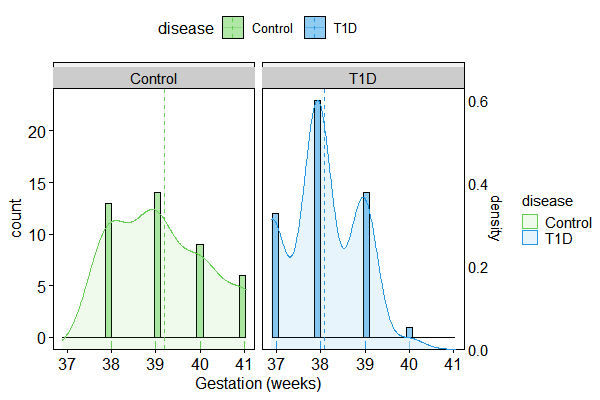 disease Control T1D
Control T1D
count
20
15
10
5
0
0.6
0.4
0.2
0.0
density
disease
Control
T1D
37 38 39 40 41 37 38 39 40 41
Gestation (weeks)